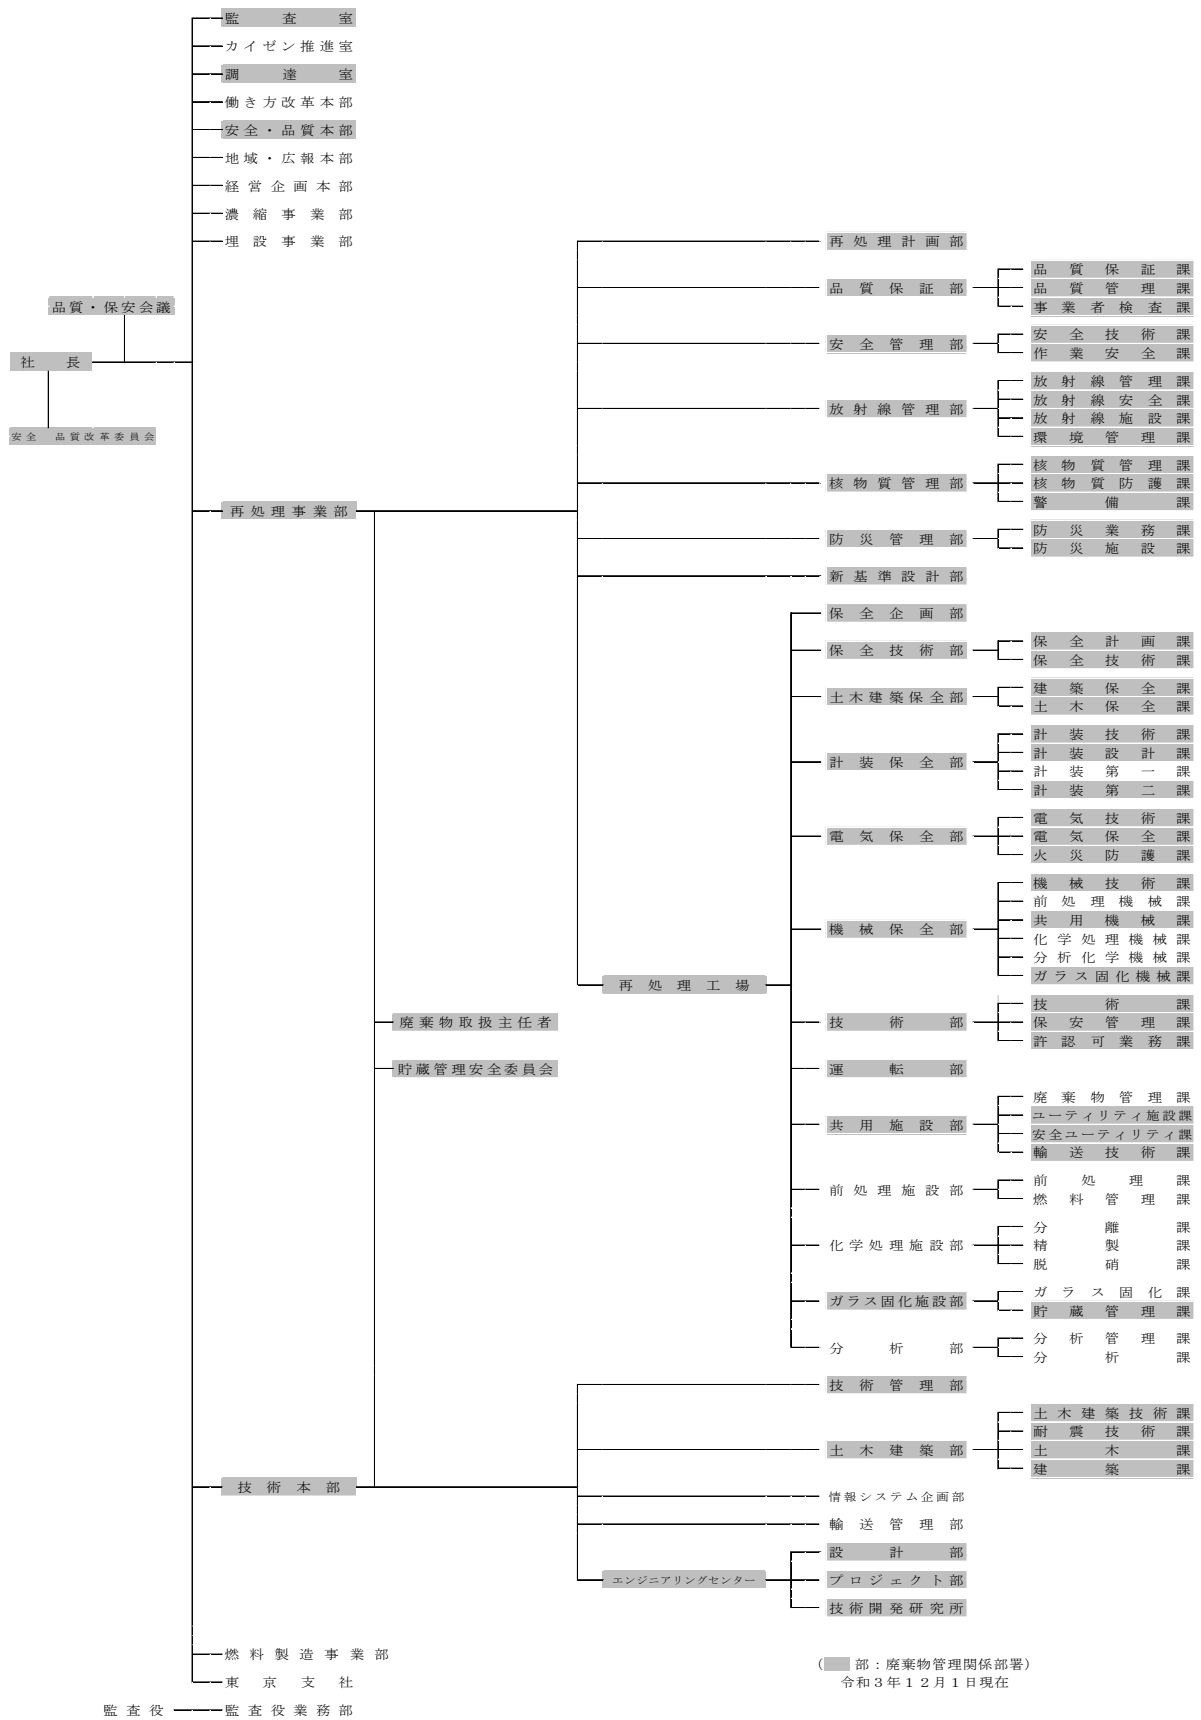 監査室
カイゼン推進室
調達室
働き方改革本部
安全・品質本部
地域・広報本部
経営企画本部
濃縮事業部
埋設事業部
品質・保安会議
社長
安全 品質改革委員会
再処理事業部
再処理計画部
品質保証部
品質保証課
品質管理課
事業者検査課
安全管理部
安全技術課
作業安全課
放射線管理部
放射線管理課
放射線安全課
放射線施設課
環境管理課
核物質管理部
核物質管理課
核物質防護課
警備課
防災管理部
防災業務課
防災施設課
新基準設計部
再処理工場
保全企画部
保全技術部
保全計画課
保全技術課
土木建築保全部
建築保全課
土木保全課
計装保全部
計装技術課
計装設計課
計装第一課
計装第二課
電気保全部
電気技術課
電気保全課
火災防護課
機械保全部
機械技術課
前処理機械課
共用機械課
化学処理機械課
分析化学機械課
ガラス固化機械課
技術部
技術課
保安管理課
許認可業務課
運転部
共用施設部
廃棄物管理課
ユーティリティ施設課
安全ユーティリティ課
輸送技術課
前処理施設部
前処理課
燃料管理課
化学処理施設部
分離課
精製課
脱硝課
ガラス固化施設部
ガラス固化課
貯蔵管理課
分析部
分析管理課
分析課
廃棄物取扱主任者
貯蔵管理安全委員会
技術本部
技術管理部
土木建築部
土木建築技術課
耐震技術課
土木課
建築課
情報システム企画部
輸送管理部
エンジニアリングセンター
設計部
プロジェクト部
技術開発研究所
燃料製造事業部
東京支社
監査役
監査役業務部
( 部：廃棄物管理関係部署)
令和3年12月1日現在